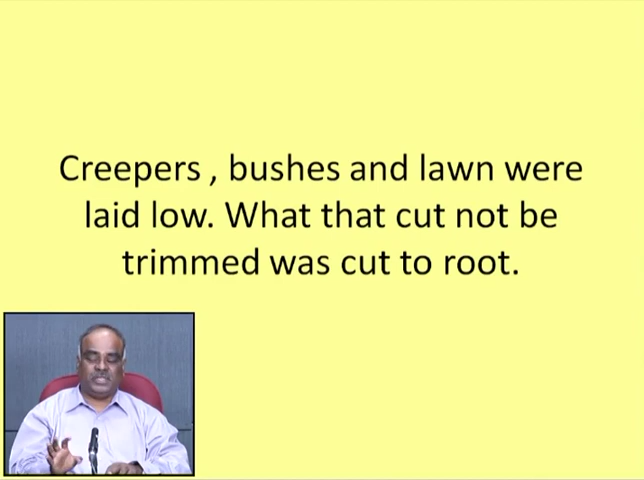 Creepers , bushes and lawn were
laid low. What that cut not be
trimmed was cut to root.